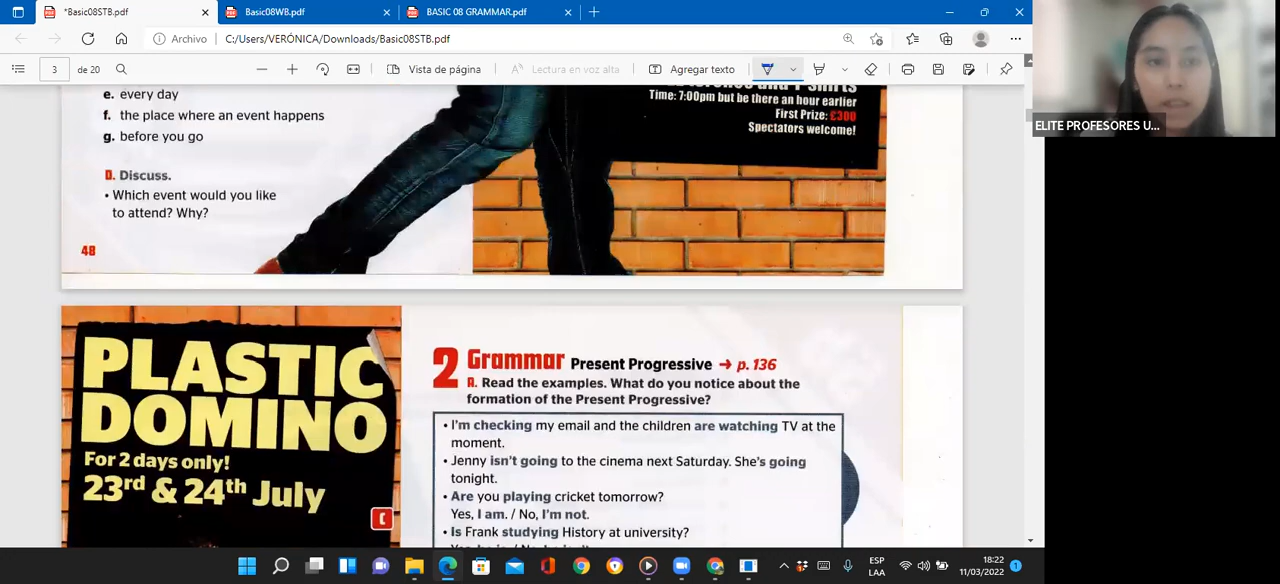 *Basic08STB.pdf
Basic08WB.pdf
BASIC 08 GRAMMAR.pdf
Archivo
C:/Users/VERÓNICA/Downloads/Basic08STB.pdf
3
de 20
Vista de página
Lectura en voz alta
Agregar texto
e. every day
f. the place where an event happens
g. before you go
D. Discuss.
• Which event would you like
to attend? Why?
48
Time: 7:00pm but be there an hour earlier
First Prize: £300
Spectators welcome!
PLASTIC
DOMINO
For 2 days only!
23rd & 24th July
C
2 Grammar Present Progressive → p. 136
A. Read the examples. What do you notice about the
formation of the Present Progressive?
• I'm checking my email and the children are watching TV at the
moment.
• Jenny isn't going to the cinema next Saturday. She's going
tonight.
• Are you playing cricket tomorrow?
Yes, I am. / No, I'm not.
• Is Frank studying History at university?
ELITE PROFESORES U...
ESP
LAA
18:22
11/03/2022
1